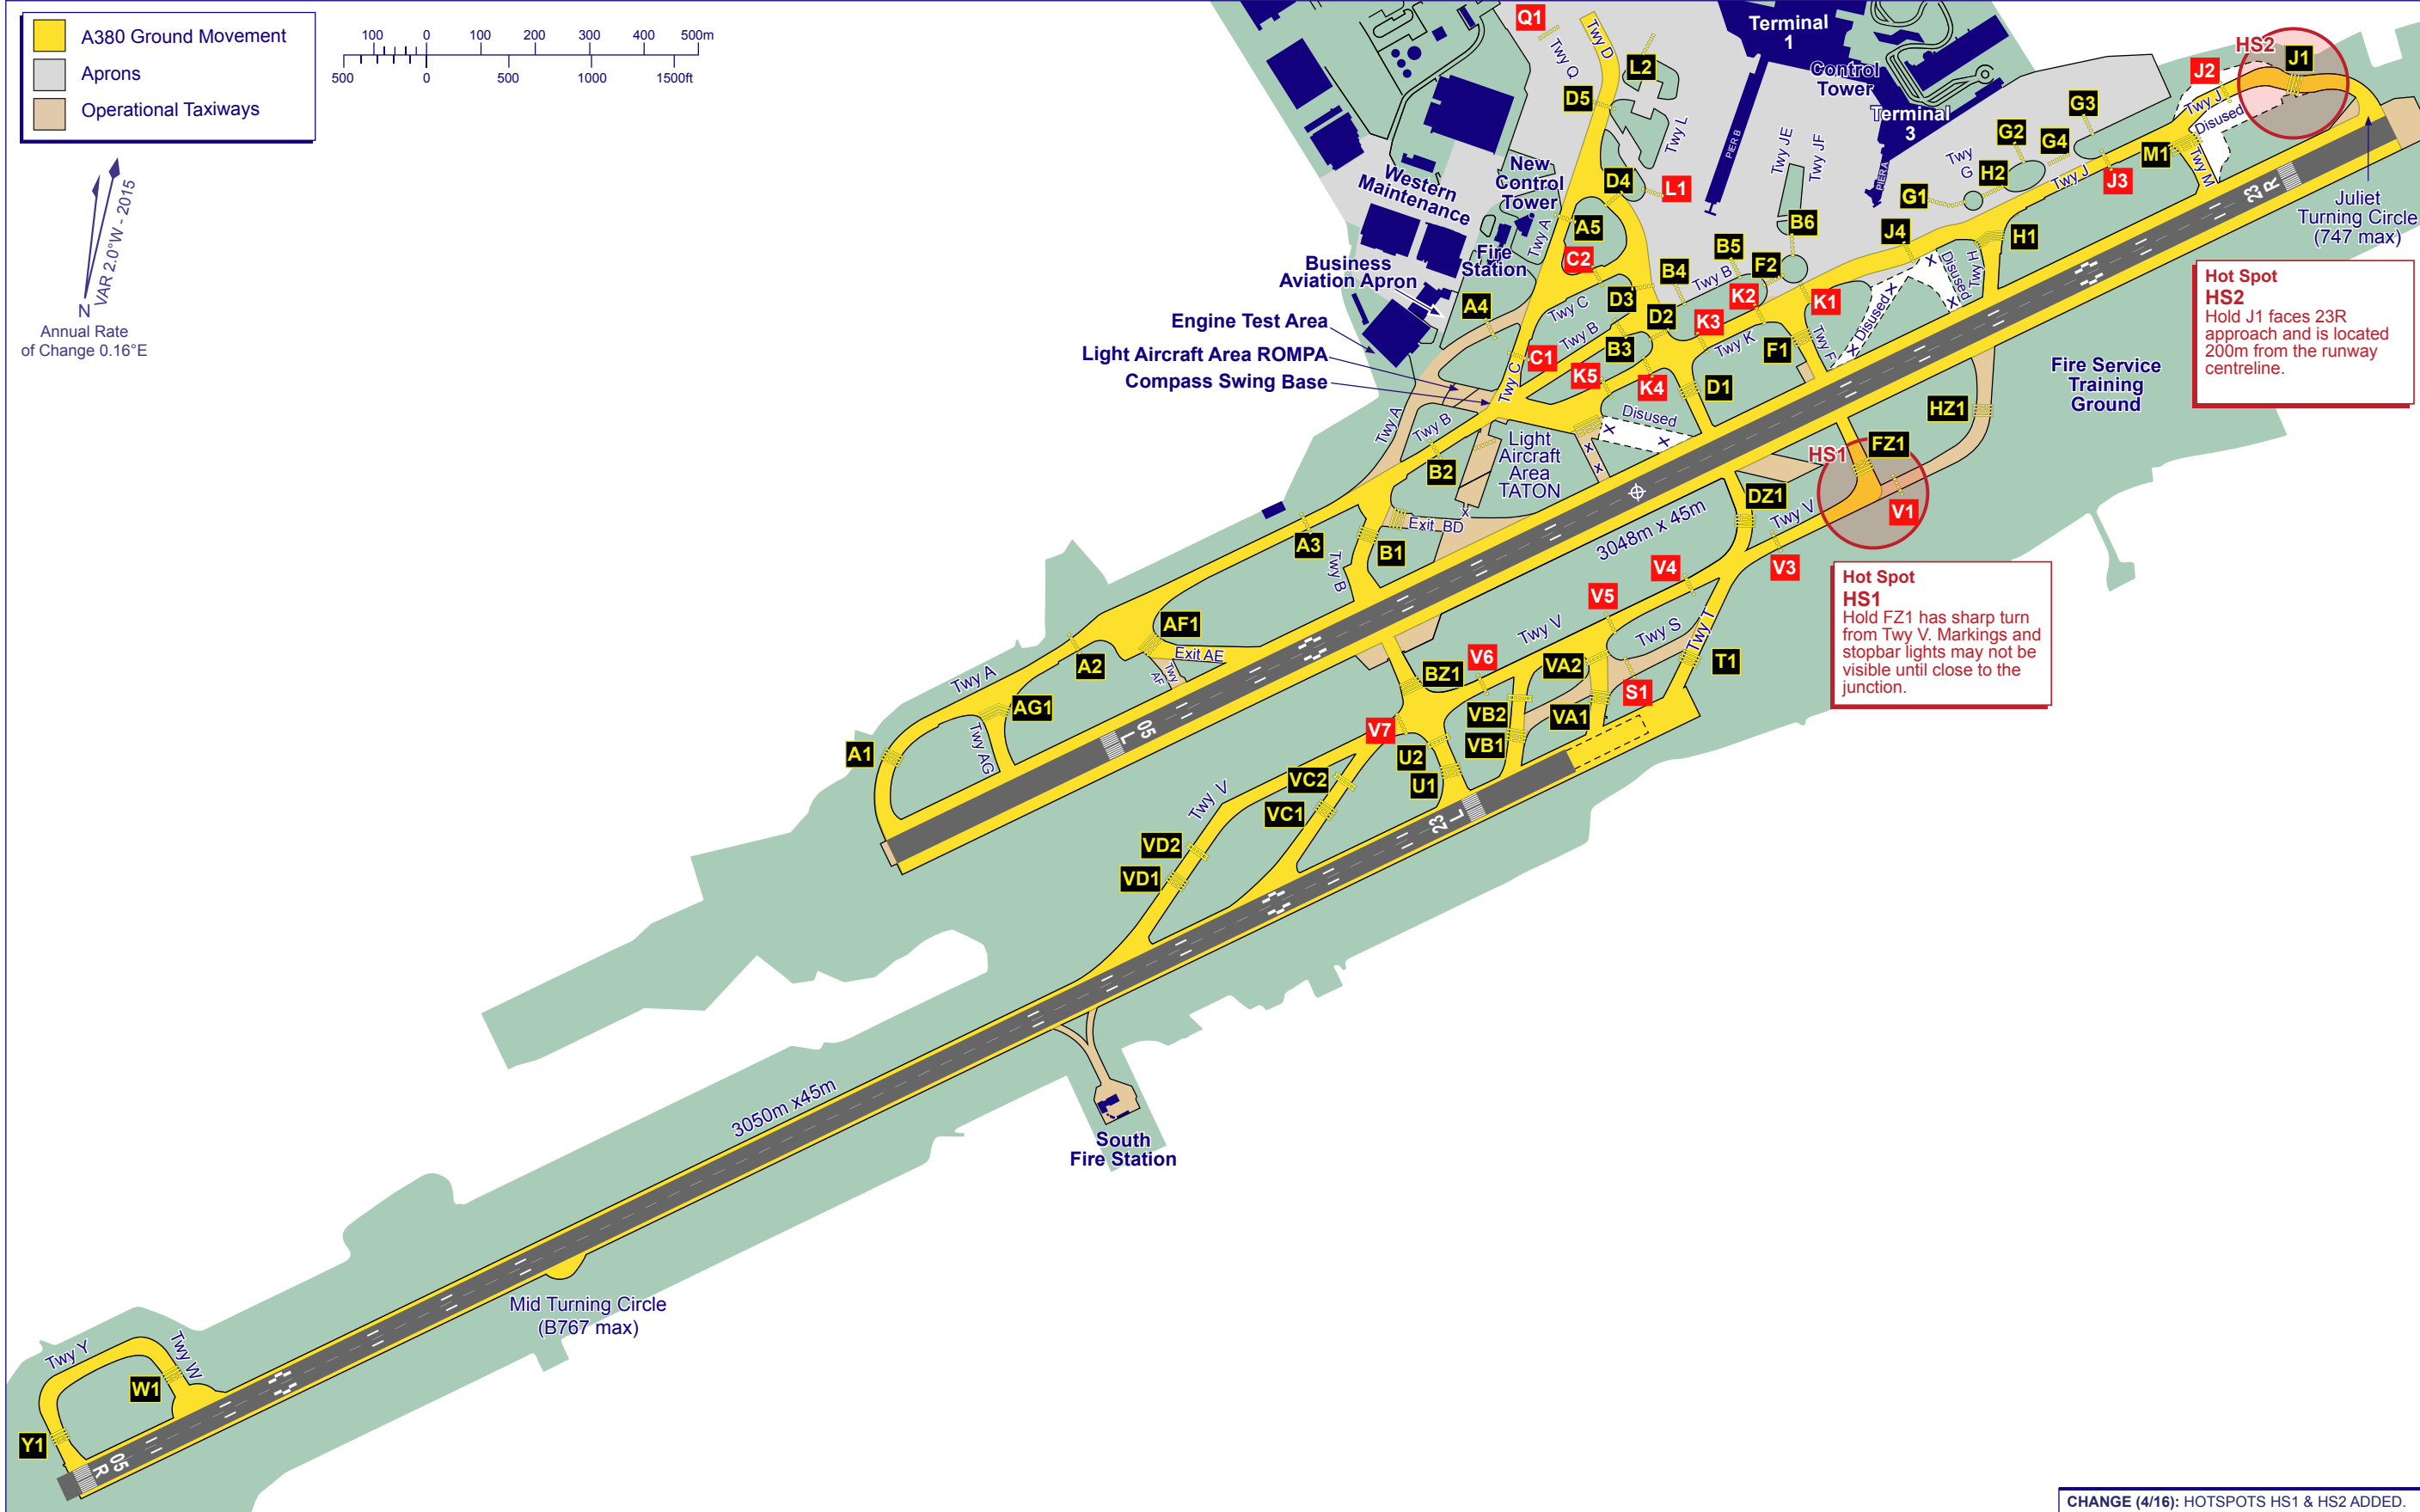 A380 Ground Movement
Aprons
Operational Taxiways
100 0 100 200 300 400 500m
500 0 500 1000 1500ft
VAR 2.0°W - 2015
N
Annual Rate
of Change 0.16°E
Q1
Twy Q
Twy D
L2
D5
Twy L
Terminal
1
Control
Tower
Terminal
3
PIER B
PIER A
Twy JE
Twy JF
HS2
J1
J2
Twy J
Disused
G3
G2
G4
M1
Twy M
J3
Twy
G
H2
Twy J
G1
23
R
Juliet
Turning Circle
(747 max)
Western
Maintenance
New
Control
Tower
D4
L1
A5
Twy A
Fire
Station
C2
B6
B5
J4
H1
Business
Aviation Apron
B4
F2
Twy B
Disused
Twy H
A4
D3
Twy C
K2
K1
Disused
Engine Test Area
D2
K3
Twy B
Light Aircraft Area ROMPA
C1
B3
Twy K
F1
Twy F
Compass Swing Base
K5
K4
D1
Twy C
Hot Spot
HS2
Hold J1 faces 23R
approach and is located
200m from the runway
centreline.
Fire Service
Training
Ground
HZ1
Twy A
Twy B
Disused
Light
Aircraft
Area
TATON
B2
HS1
FZ1
DZ1
V1
Twy V
Exit BD
3048m x 45m
A3
B1
Twy B
V4
V3
V5
Hot Spot
HS1
Hold FZ1 has sharp turn
from Twy V. Markings and
stopbar lights may not be
visible until close to the
junction.
AF1
Exit AE
Twy
AF
A2
Twy A
Twy V
Twy S
Twy T
V6
VA2
BZ1
T1
S1
AG1
Twy AG
A1
05
L
V7
VB2
VA1
VB1
U2
U1
VC2
VC1
Twy V
23
L
VD2
VD1
3050m x45m
South
Fire Station
Mid Turning Circle
(B767 max)
Twy Y
Twy W
W1
Y1
05
R
CHANGE (4/16): HOTSPOTS HS1 & HS2 ADDED.